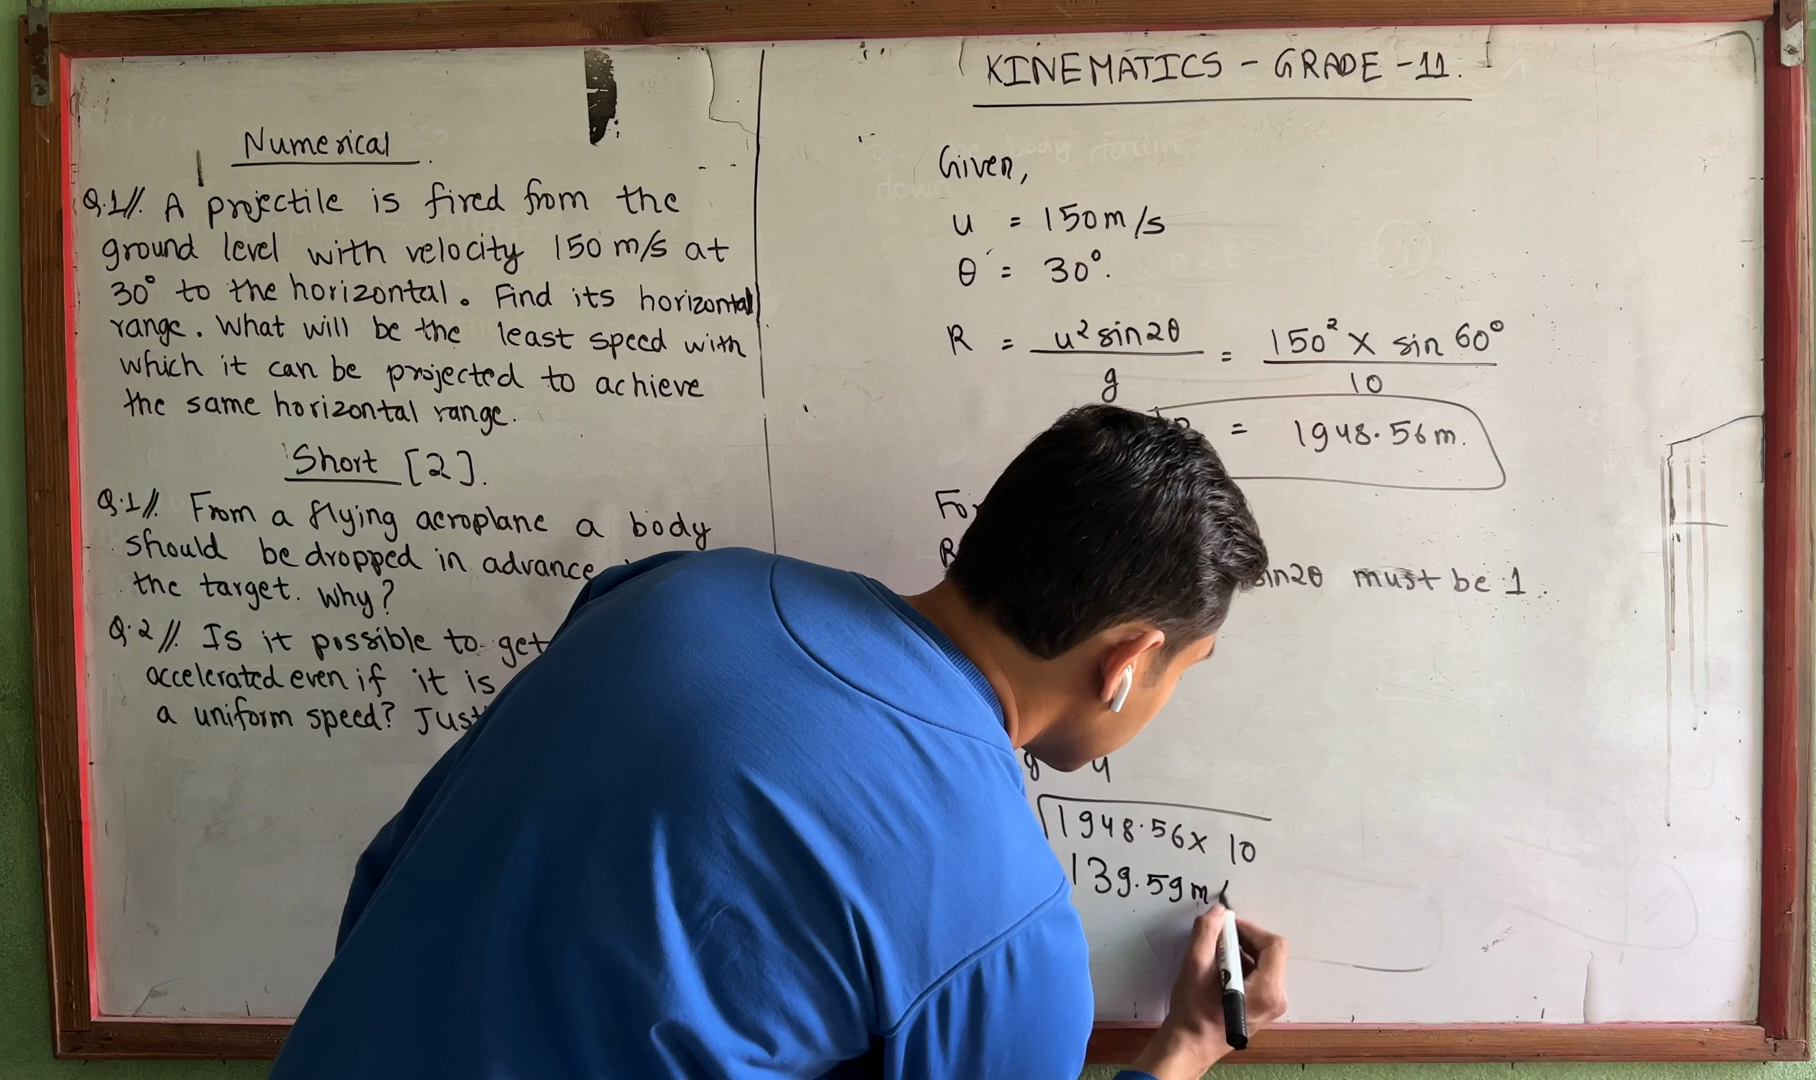 KINEMATICS - GRADE - 11.
Numerical
Q.1//. A projectile is fired from the
ground level with velocity 150 m/s at
30° to the horizontal. Find its horizontal
range. What will be the least speed with
which it can be projected to achieve
the same horizontal range.
Short [2].
Q.1//. From a flying aeroplane a body
should be dropped in advance
the target. Why?
Q.2//. Is it possible to get
accelerated even if it is
a uniform speed?
Given,
u = 150 m/s
θ = 30°.
R = u² sin2θ / g = 150² X sin 60° / 10
= 1948.56 m.
sin2θ must be 1.
√1948.56 x 10
139.59 m/